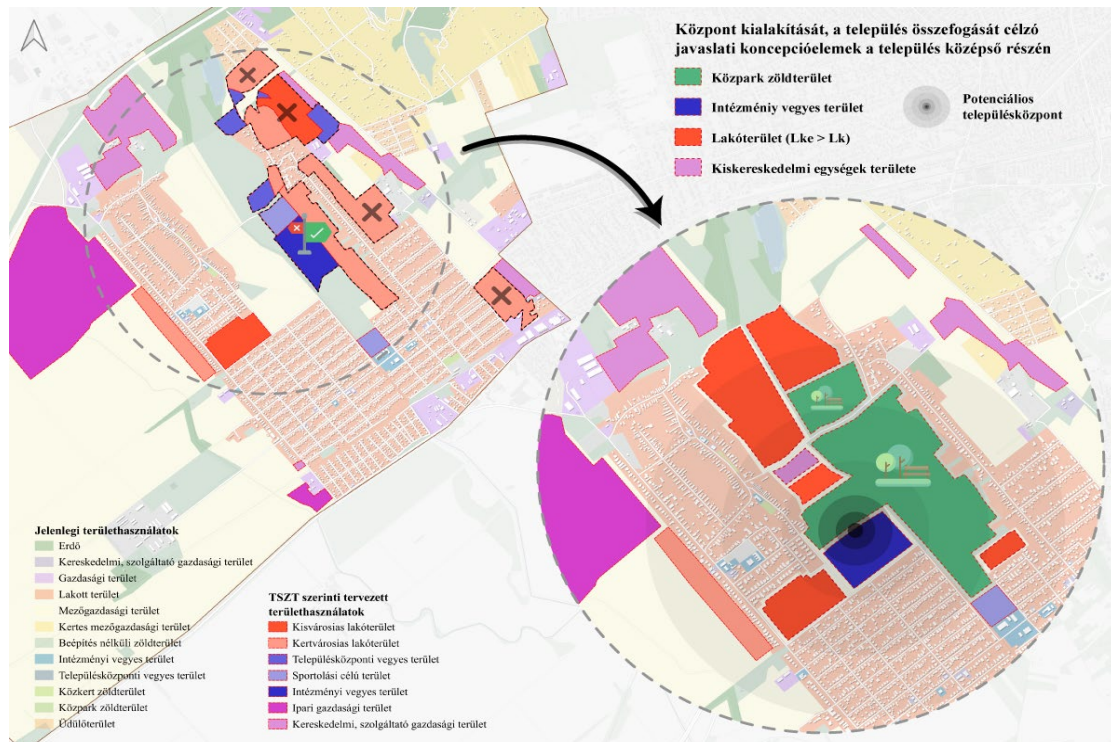 Központ kialakítását, a település összefogását célzó
javaslati koncepcióelemek a település középső részén
Közpark zöldterület
Intézméniy vegyes terület
Lakóterület (Lke > Lk)
Kiskereskedelmi egységek területe
Potenciálios
településközpont
Jelenlegi területhasználatok
Erdő
Kereskedelmi, szolgáltató gazdasági terület
Gazdasági terület
Lakott terület
Mezőgazdasági terület
Kertes mezőgazdasági terület
Beépítés nélküli zöldterület
Intézményi vegyes terület
Településközponti vegyes terület
Közkert zöldterület
Közpark zöldterület
Üdülőterület
TSZT szerinti tervezett
területhasználatok
Kisvárosias lakóterület
Kertvárosias lakóterület
Településközponti vegyes terület
Sportolási célú terület
Intézményi vegyes terület
Ipari gazdasági terület
Kereskedelmi, szolgáltató gazdasági terület